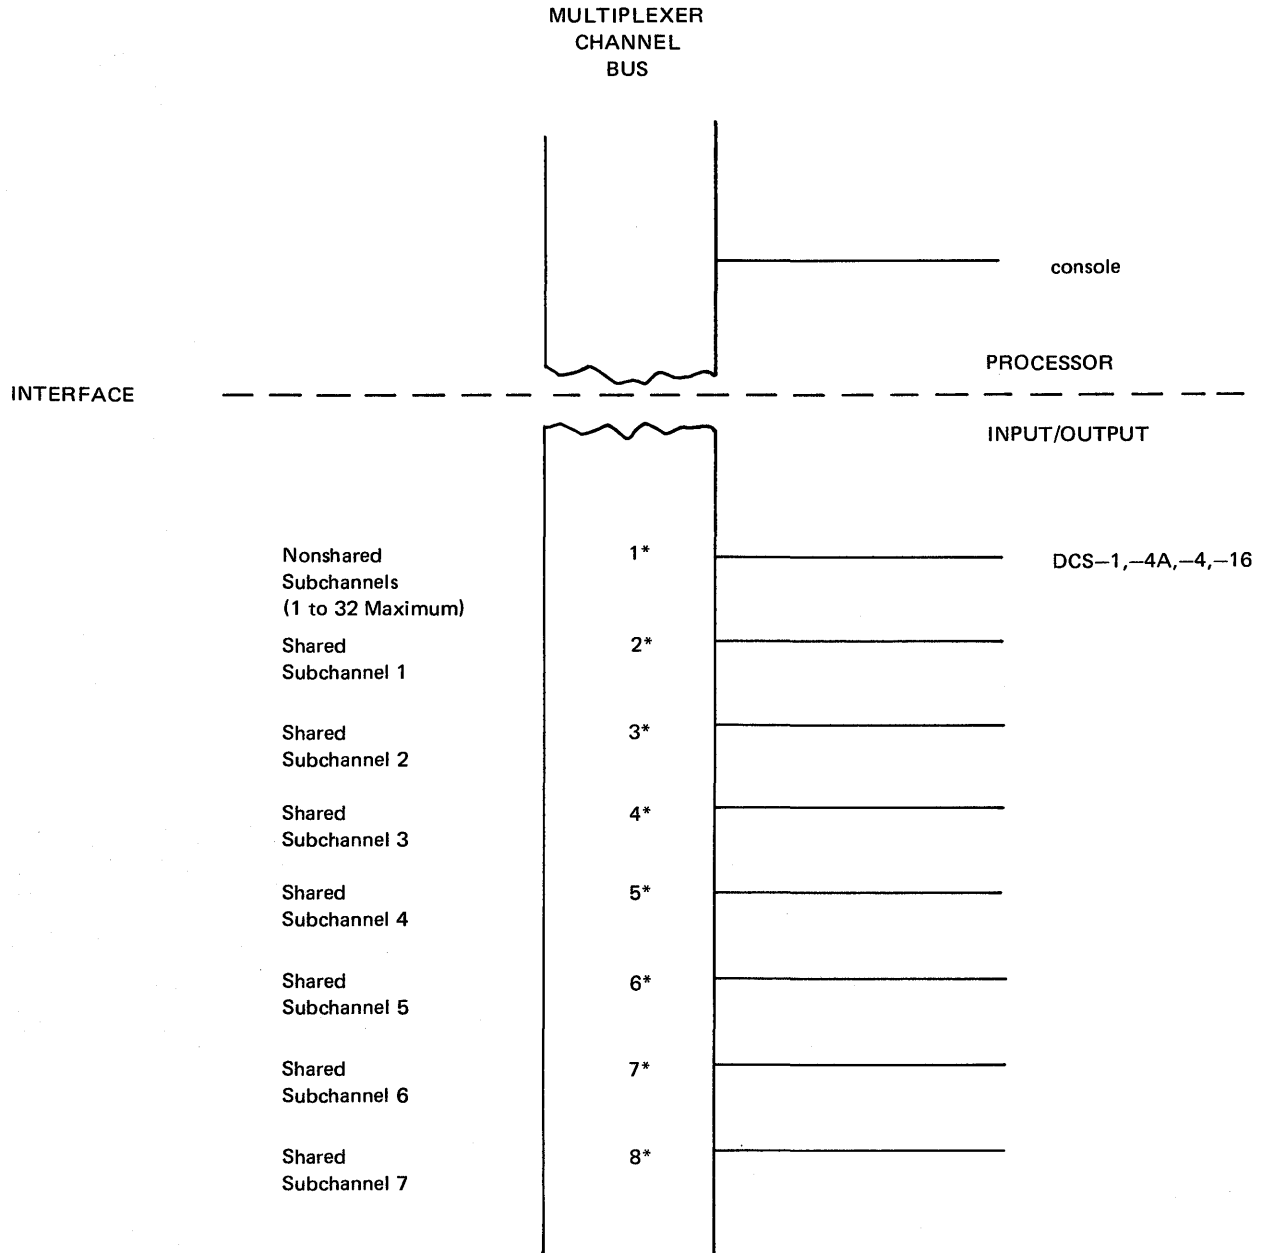 MULTIPLEXER
CHANNEL
BUS
console
PROCESSOR
INTERFACE
INPUT/OUTPUT
Nonshared
Subchannels
(1 to 32 Maximum)
1*
DCS–1,–4A,–4,–16
Shared
Subchannel 1
2*
Shared
Subchannel 2
3*
Shared
Subchannel 3
4*
Shared
Subchannel 4
5*
Shared
Subchannel 5
6*
Shared
Subchannel 6
7*
Shared
Subchannel 7
8*